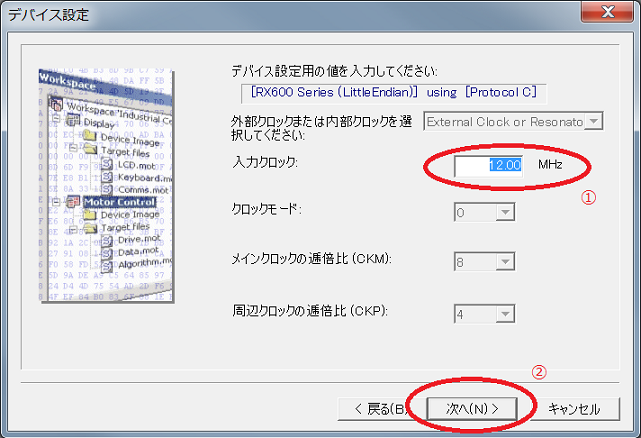 デバイス設定
デバイス設定用の値を入力してください:
[RX600 Series (LittleEndian)] using [Protocol C]
外部クロックまたは内部クロックを選
択してください:
External Clock or Resonato
入力クロック:
12.00 MHz
①
クロックモード:
0
メインクロックの逓倍比 (CKM):
8
周辺クロックの逓倍比 (CKP):
4
Workspace
Workspace 'Industrial Ce
Display
Device Image
Target files
LCD.mot
Keyboard.mo
Comms.mot
Motor Control
Device Image
Target files
Drive.mot
Data.mot
Algorithm.mo
②
< 戻る(B)
次へ(N) >
キャンセル